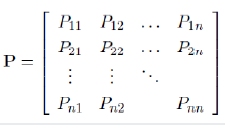 P₁₁ P₁₂ … P₁ₙ
P₂₁ P₂₂ … P₂ₙ
P =
⋮ ⋮ ⋱
Pₙ₁ Pₙ₂ Pₙₙ